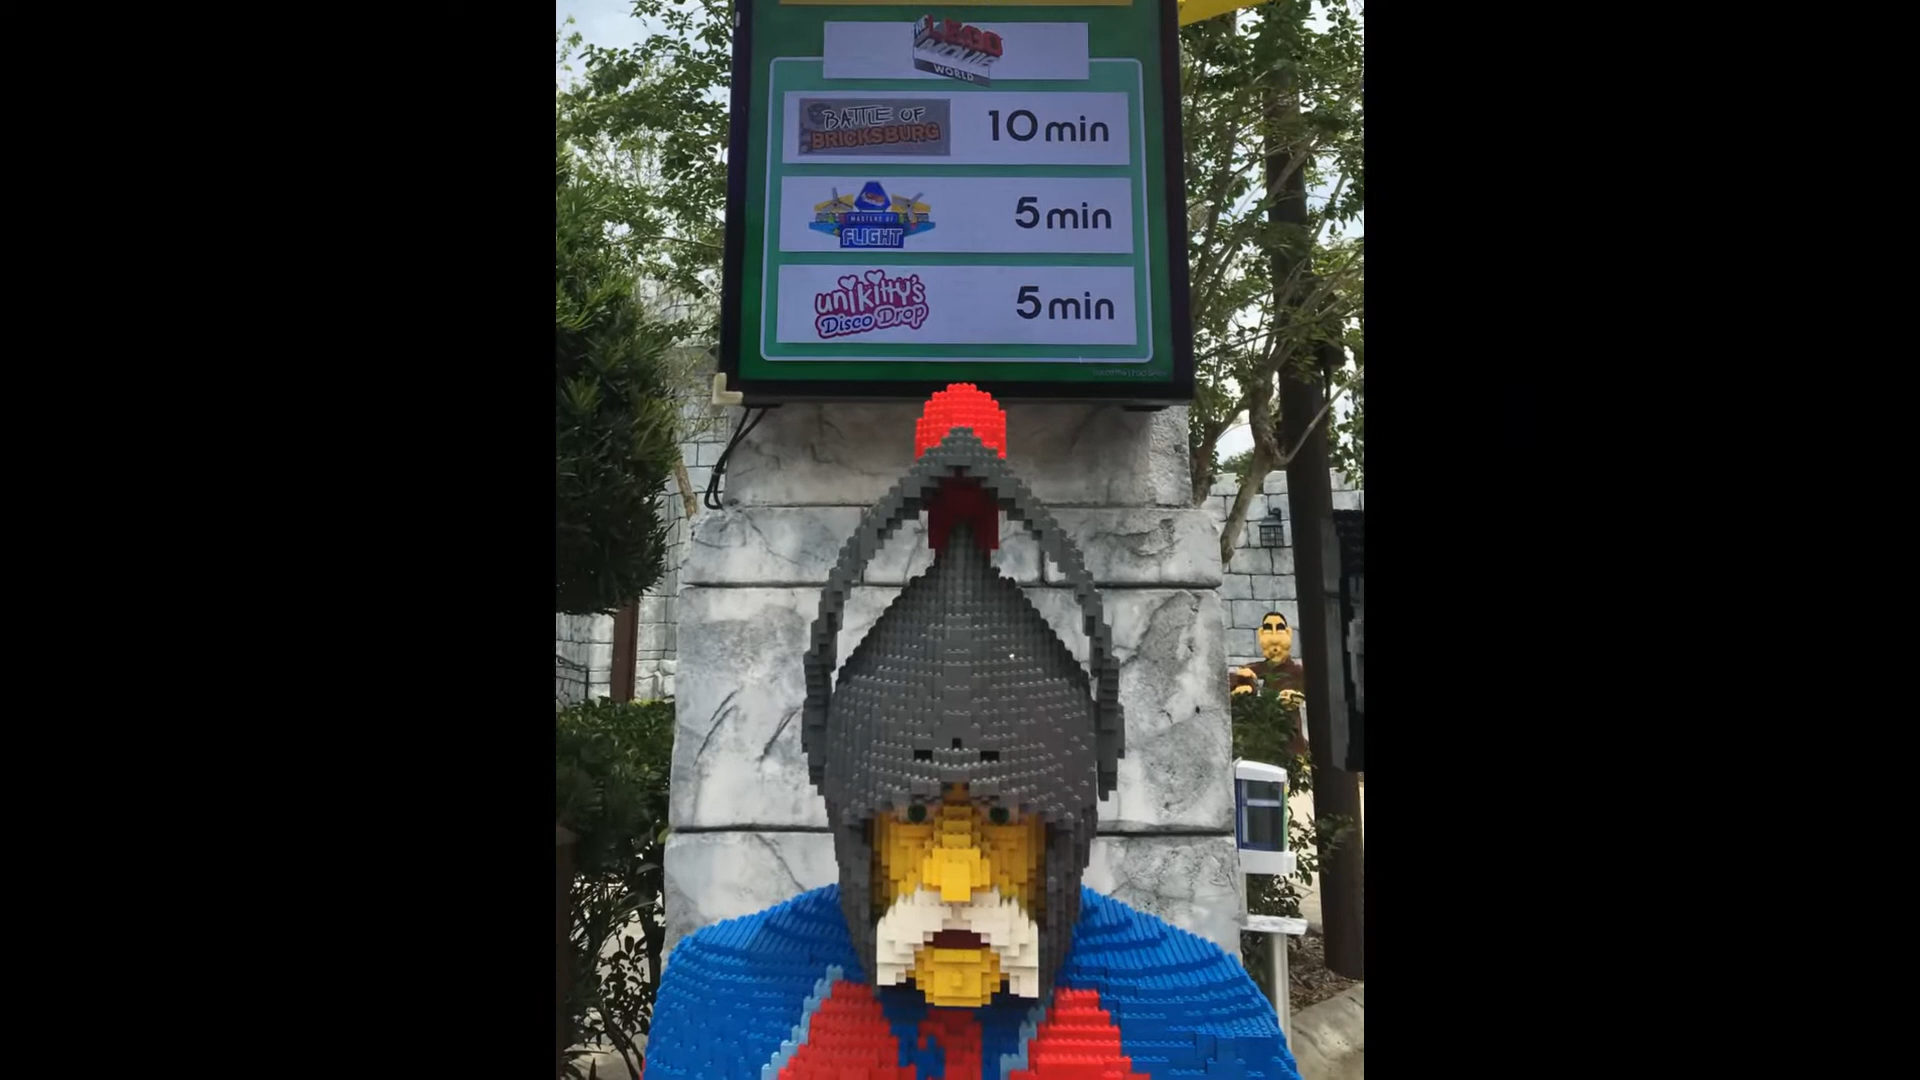 THE
LEGO
MOVIE
WORLD
BATTLE OF
BRICKSBURG
10 min
MASTERS OF
FLIGHT
5 min
unikitty's
Disco Drop
5 min